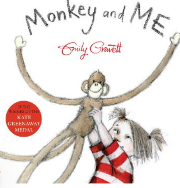 Monkey and ME
Emily Gravett
KATE
GREENAWAY
MEDAL